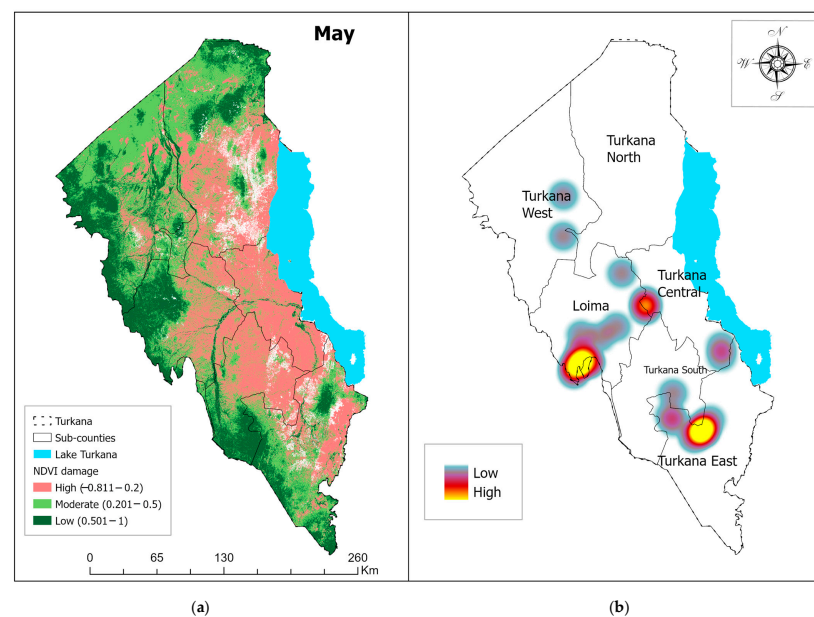 May
Turkana
Sub-counties
Lake Turkana
NDVI damage
High (−0.811−0.2)
Moderate (0.201−0.5)
Low (0.501−1)
0 65 130 260
Km
(a)
N
W E
S
Turkana
North
Turkana
West
Turkana
Central
Loima
Turkana South
Turkana East
Low
High
(b)